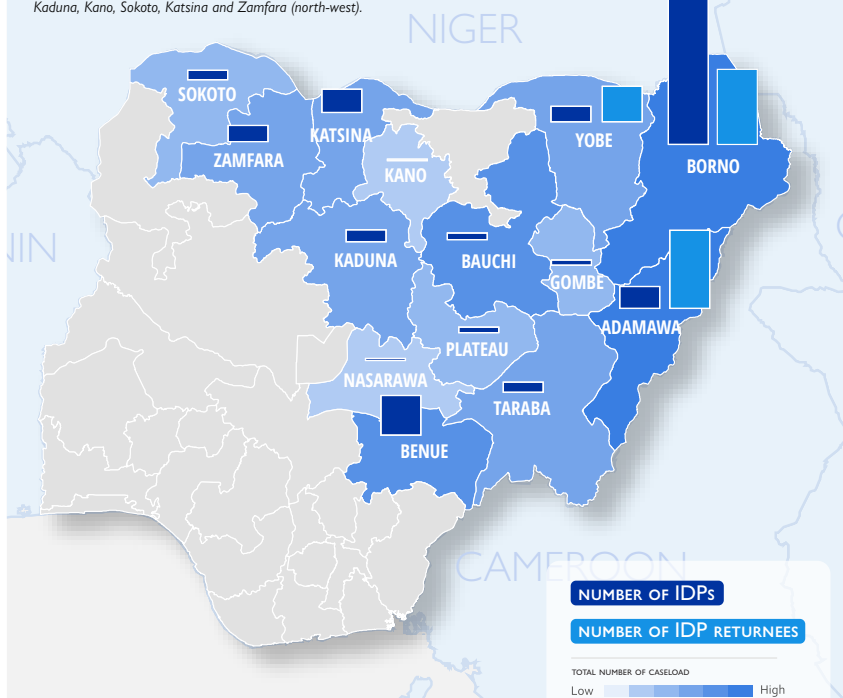 Kaduna, Kano, Sokoto, Katsina and Zamfara (north-west).
NIGER
SOKOTO
KATSINA
YOBE
ZAMFARA
KANO
BORNO
NIN
KADUNA
BAUCHI
GOMBE
ADAMAWA
PLATEAU
NASARAWA
TARABA
BENUE
CAMEROON
NUMBER OF IDPs
NUMBER OF IDP RETURNEES
TOTAL NUMBER OF CASELOAD
Low High